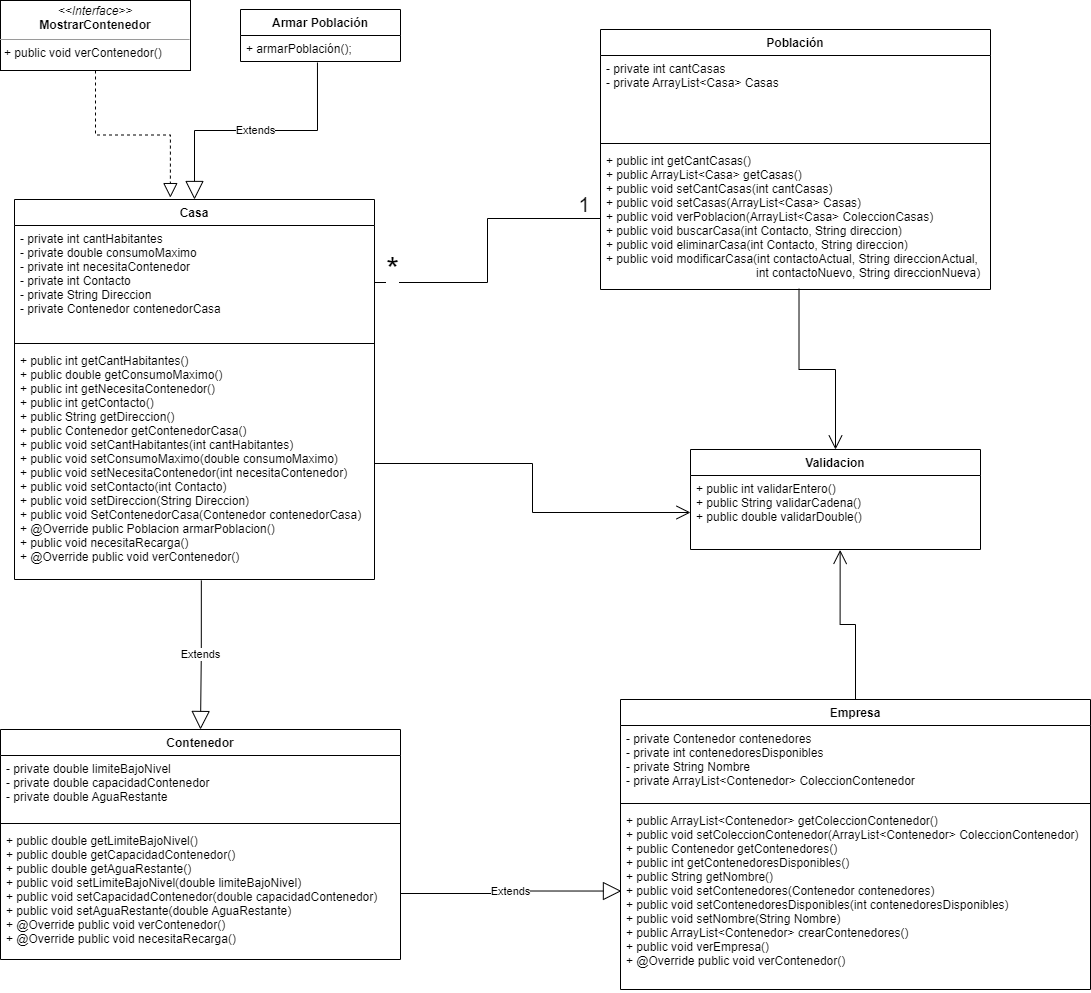 <<Interface>>
MostrarContenedor
+ public void verContenedor()
Armar Población
+ armarPoblación();
Extends
Población
- private int cantCasas
- private ArrayList<Casa> Casas
+ public int getCantCasas()
+ public ArrayList<Casa> getCasas()
+ public void setCantCasas(int cantCasas)
+ public void setCasas(ArrayList<Casa> Casas)
+ public void verPoblacion(ArrayList<Casa> ColeccionCasas)
+ public void buscarCasa(int Contacto, String direccion)
+ public void eliminarCasa(int Contacto, String direccion)
+ public void modificarCasa(int contactoActual, String direccionActual,
int contactoNuevo, String direccionNueva)
1
*
Casa
- private int cantHabitantes
- private double consumoMaximo
- private int necesitaContenedor
- private int Contacto
- private String Direccion
- private Contenedor contenedorCasa
+ public int getCantHabitantes()
+ public double getConsumoMaximo()
+ public int getNecesitaContenedor()
+ public int getContacto()
+ public String getDireccion()
+ public Contenedor getContenedorCasa()
+ public void setCantHabitantes(int cantHabitantes)
+ public void setConsumoMaximo(double consumoMaximo)
+ public void setNecesitaContenedor(int necesitaContenedor)
+ public void setContacto(int Contacto)
+ public void setDireccion(String Direccion)
+ public void SetContenedorCasa(Contenedor contenedorCasa)
+ @Override public Poblacion armarPoblacion()
+ public void necesitaRecarga()
+ @Override public void verContenedor()
Validacion
+ public int validarEntero()
+ public String validarCadena()
+ public double validarDouble()
Extends
Contenedor
- private double limiteBajoNivel
- private double capacidadContenedor
- private double AguaRestante
+ public double getLimiteBajoNivel()
+ public double getCapacidadContenedor()
+ public double getAguaRestante()
+ public void setLimiteBajoNivel(double limiteBajoNivel)
+ public void setCapacidadContenedor(double capacidadContenedor)
+ public void setAguaRestante(double AguaRestante)
+ @Override public void verContenedor()
+ @Override public void necesitaRecarga()
Extends
Empresa
- private Contenedor contenedores
- private int contenedoresDisponibles
- private String Nombre
- private ArrayList<Contenedor> ColeccionContenedor
+ public ArrayList<Contenedor> getColeccionContenedor()
+ public void setColeccionContenedor(ArrayList<Contenedor> ColeccionContenedor)
+ public Contenedor getContenedores()
+ public int getContenedoresDisponibles()
+ public String getNombre()
+ public void setContenedores(Contenedor contenedores)
+ public void setContenedoresDisponibles(int contenedoresDisponibles)
+ public void setNombre(String Nombre)
+ public ArrayList<Contenedor> crearContenedores()
+ public void verEmpresa()
+ @Override public void verContenedor()